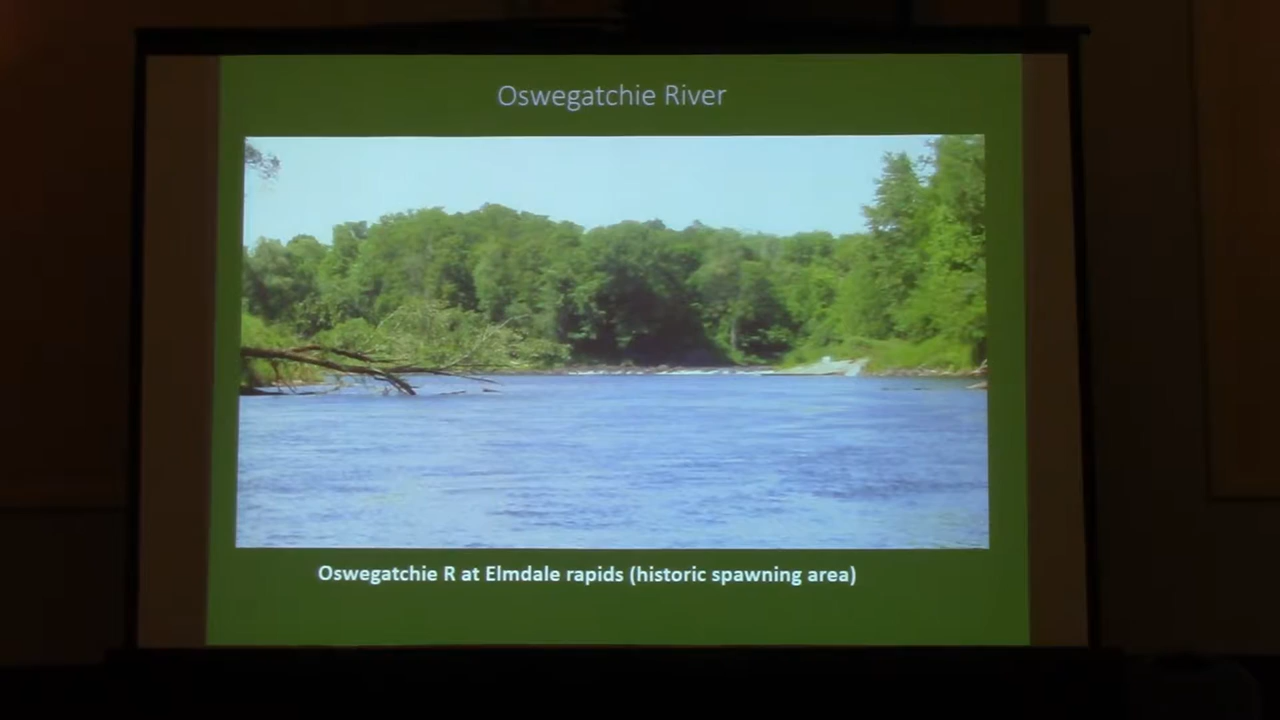 Oswegatchie River
Oswegatchie R at Elmdale rapids (historic spawning area)